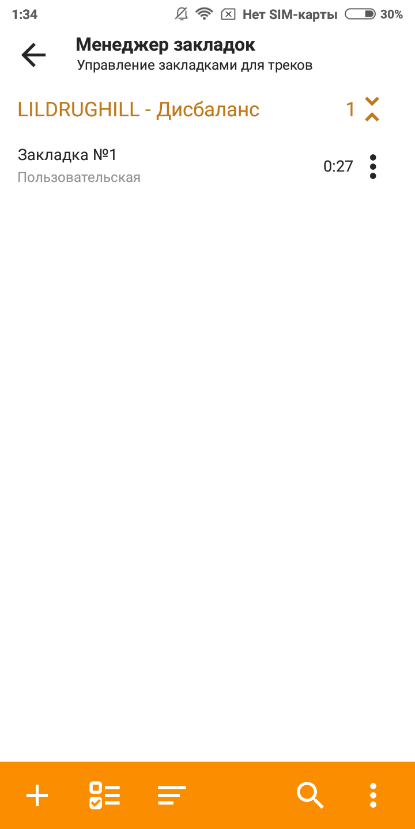 1:34 Нет SIM-карты 30%
Менеджер закладок
Управление закладками для треков
LILDRUGHILL - Дисбаланс 1
Закладка №1
0:27
Пользовательская